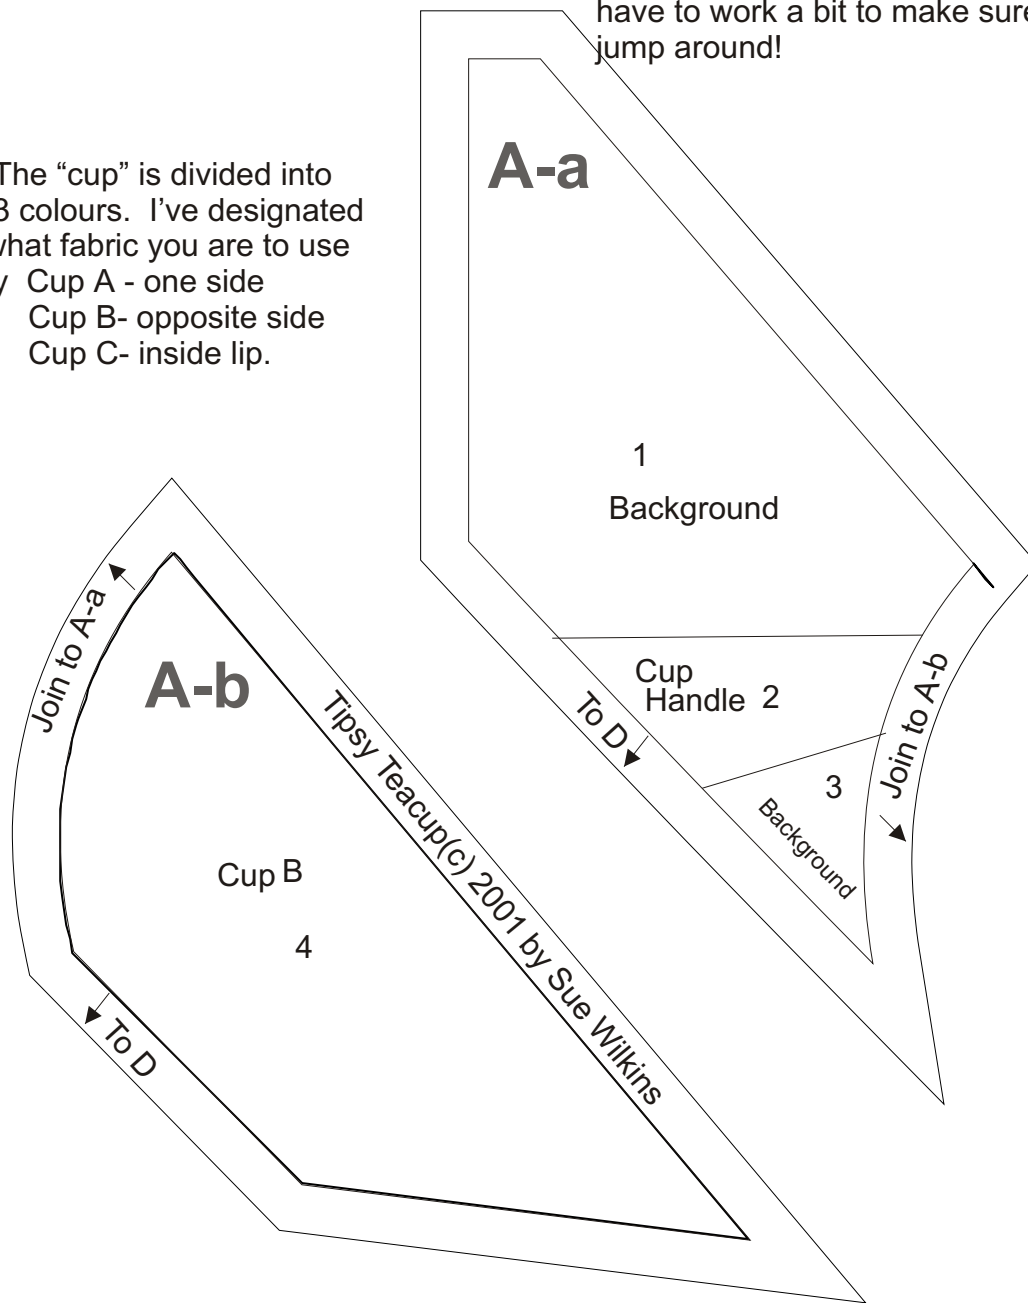 have to work a bit to make sure
jump around!
The “cup” is divided into
3 colours. I've designated
what fabric you are to use
y Cup A - one side
Cup B- opposite side
Cup C- inside lip.
A-a
1
Background
Cup
Handle 2
To D
3
Background
Join to A-b
Join to A-a
A-b
Tipsy Teacup(c) 2001 by Sue Wilkins
Cup B
4
To D